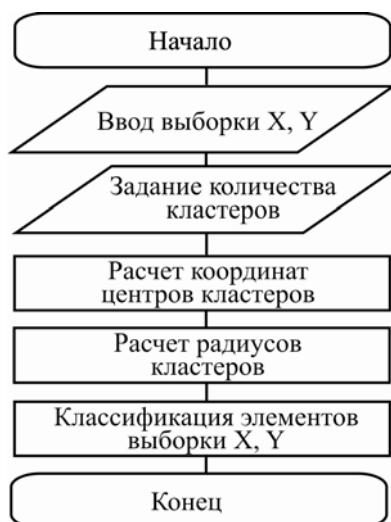 Начало
Ввод выборки X, Y
Задание количества
кластеров
Расчет координат
центров кластеров
Расчет радиусов
кластеров
Классификация элементов
выборки X, Y
Конец